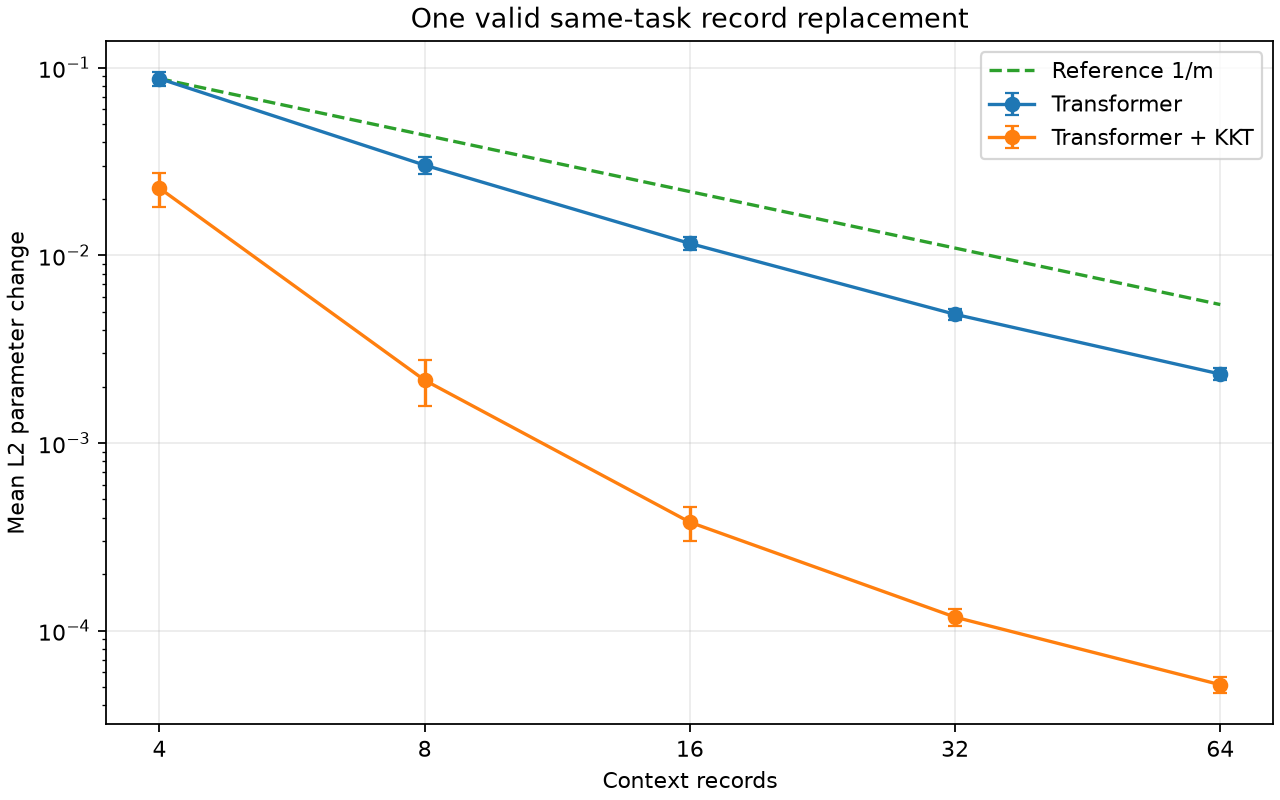 One valid same-task record replacement
Reference 1/m
Transformer
Transformer + KKT
Mean L2 parameter change
10⁻¹
10⁻²
10⁻³
10⁻⁴
4 8 16 32 64
Context records